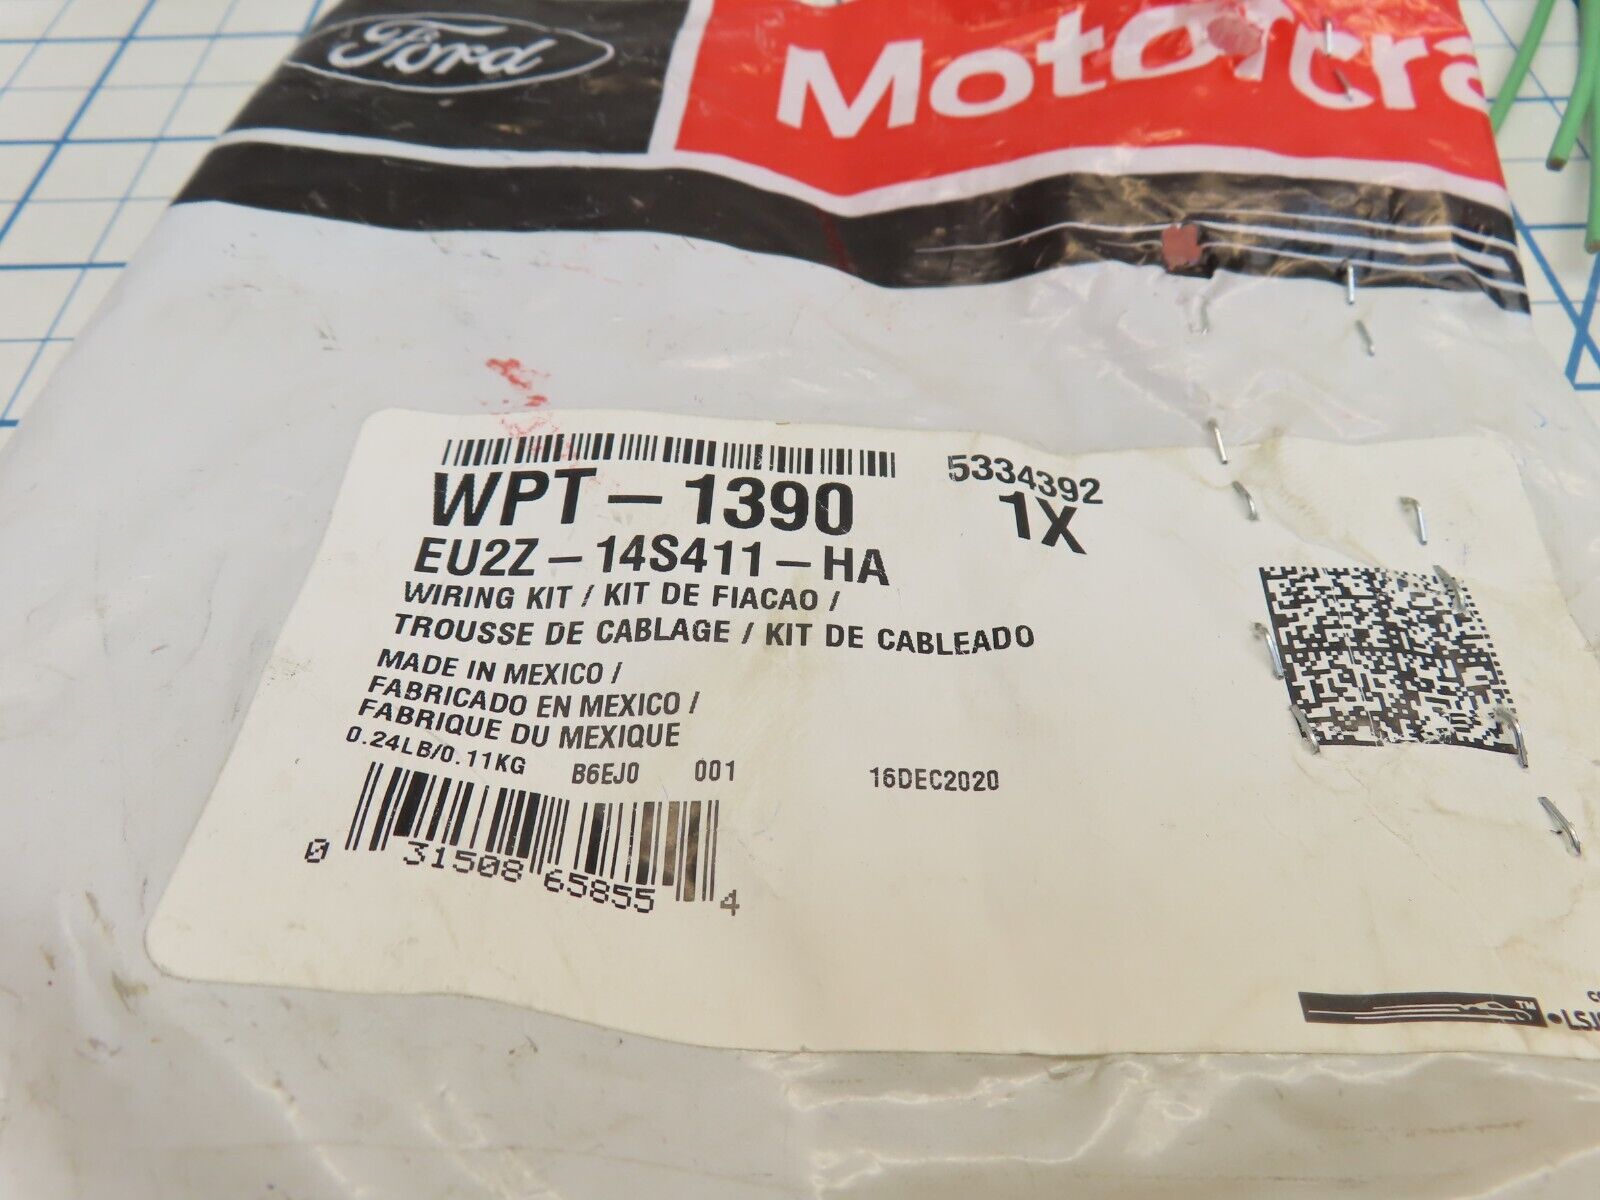 Ford
Motorcra
5334392
WPT-1390 1X
EU2Z-14S411-HA
WIRING KIT / KIT DE FIACAO /
TROUSSE DE CABLAGE / KIT DE CABLEADO
MADE IN MEXICO /
FABRICADO EN MEXICO /
FABRIQUE DU MEXIQUE
0.24LB/0.11KG B6EJ0 001 16DEC2020
0 31508 65855 4
TM